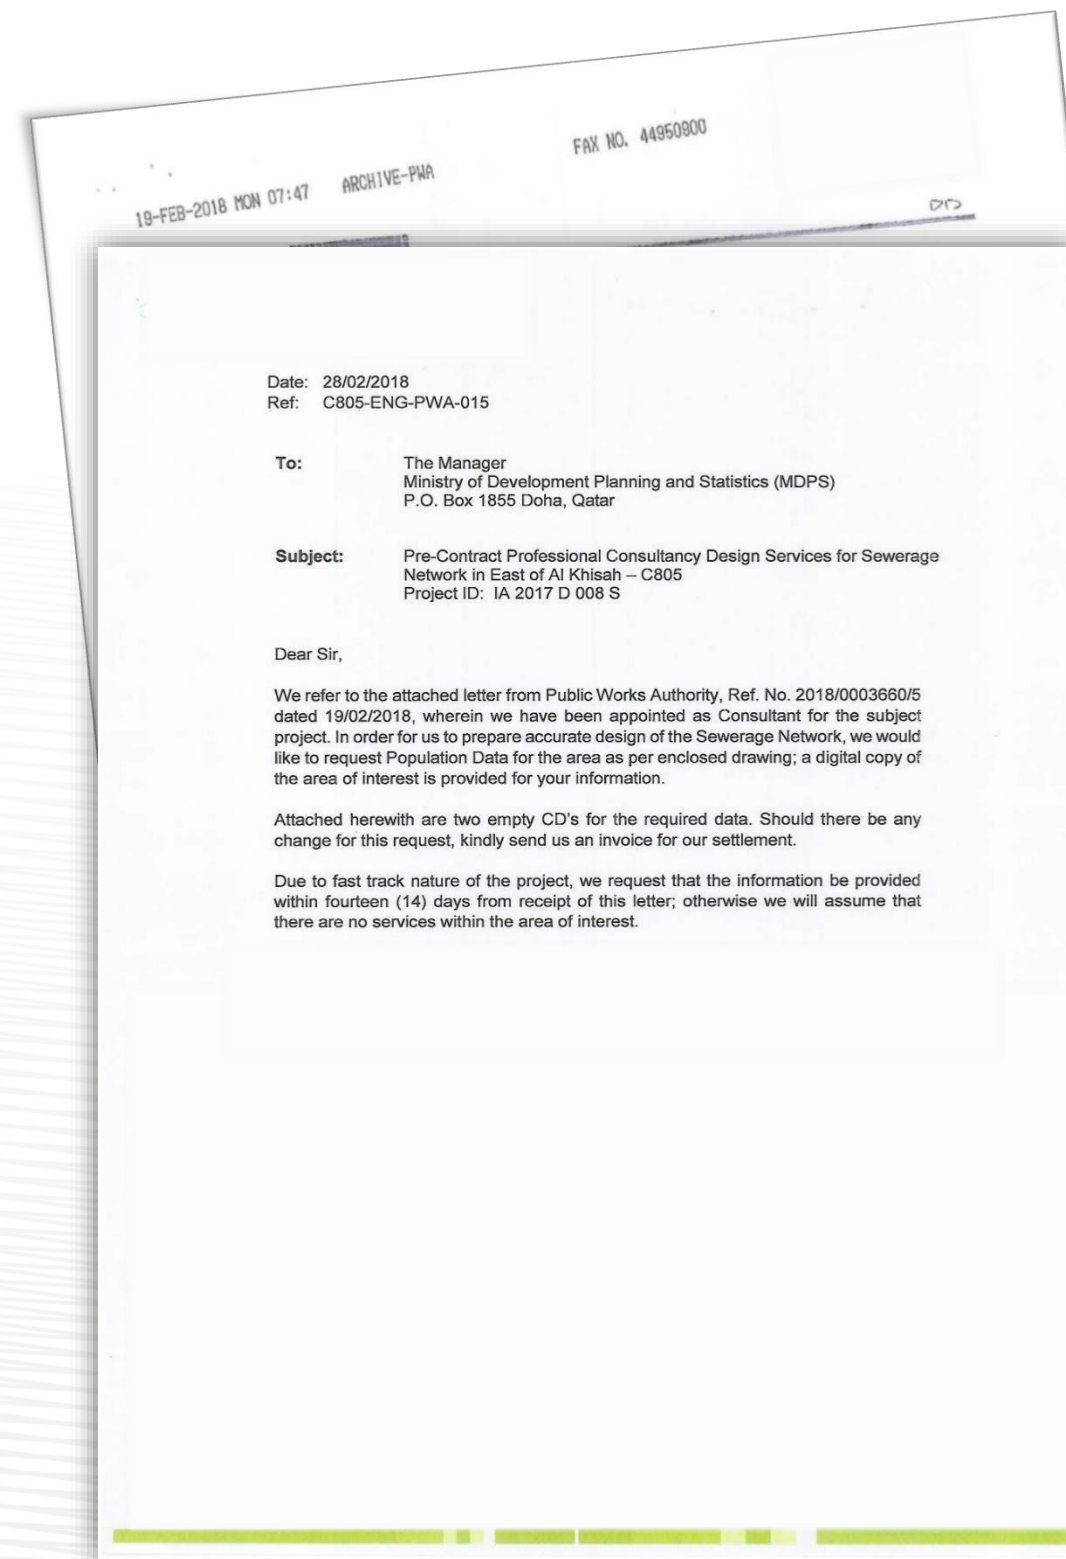 19-FEB-2018 MON 07:47 ARCHIVE-PWA FAX NO. 44950800
Date: 28/02/2018
Ref: C805-ENG-PWA-015
To: The Manager
Ministry of Development Planning and Statistics (MDPS)
P.O. Box 1855 Doha, Qatar
Subject: Pre-Contract Professional Consultancy Design Services for Sewerage
Network in East of Al Khisah – C805
Project ID: IA 2017 D 008 S
Dear Sir,
We refer to the attached letter from Public Works Authority, Ref. No. 2018/0003660/5
dated 19/02/2018, wherein we have been appointed as Consultant for the subject
project. In order for us to prepare accurate design of the Sewerage Network, we would
like to request Population Data for the area as per enclosed drawing; a digital copy of
the area of interest is provided for your information.
Attached herewith are two empty CD's for the required data. Should there be any
change for this request, kindly send us an invoice for our settlement.
Due to fast track nature of the project, we request that the information be provided
within fourteen (14) days from receipt of this letter; otherwise we will assume that
there are no services within the area of interest.